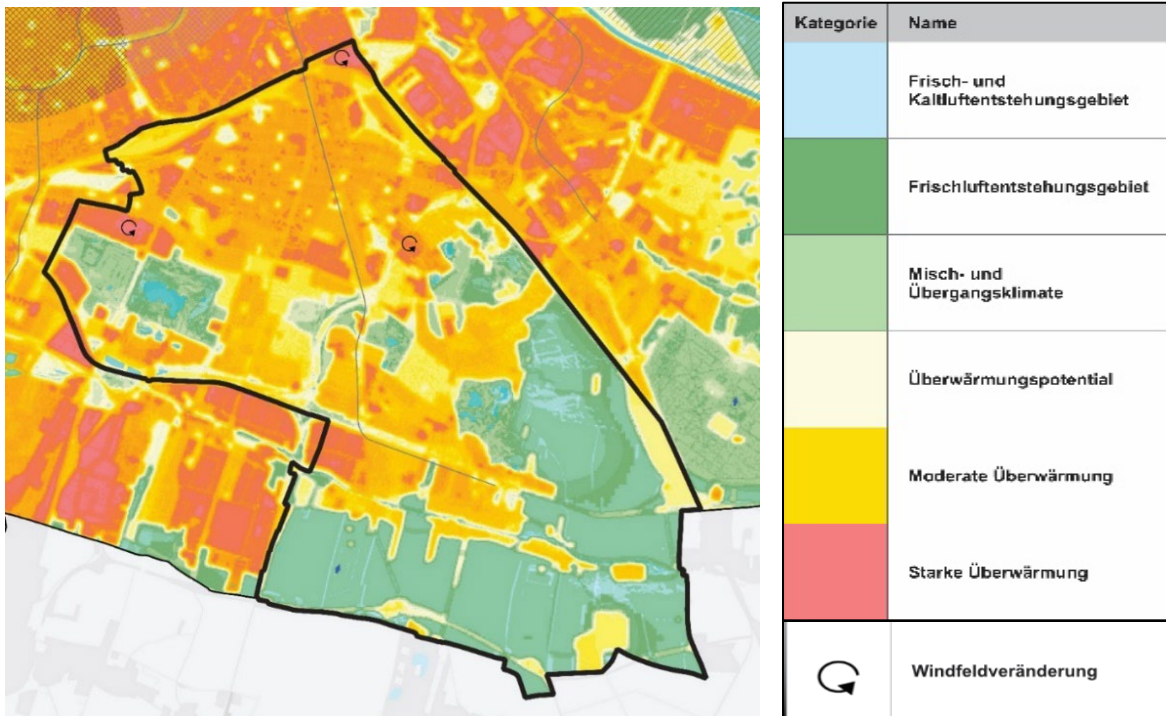 Kategorie Name
Frisch- und
Kaltluftentstehungsgebiet
Frischluftentstehungsgebiet
Misch- und
Übergangsklimate
Überwärmungspotential
Moderate Überwärmung
Starke Überwärmung
Windfeldveränderung